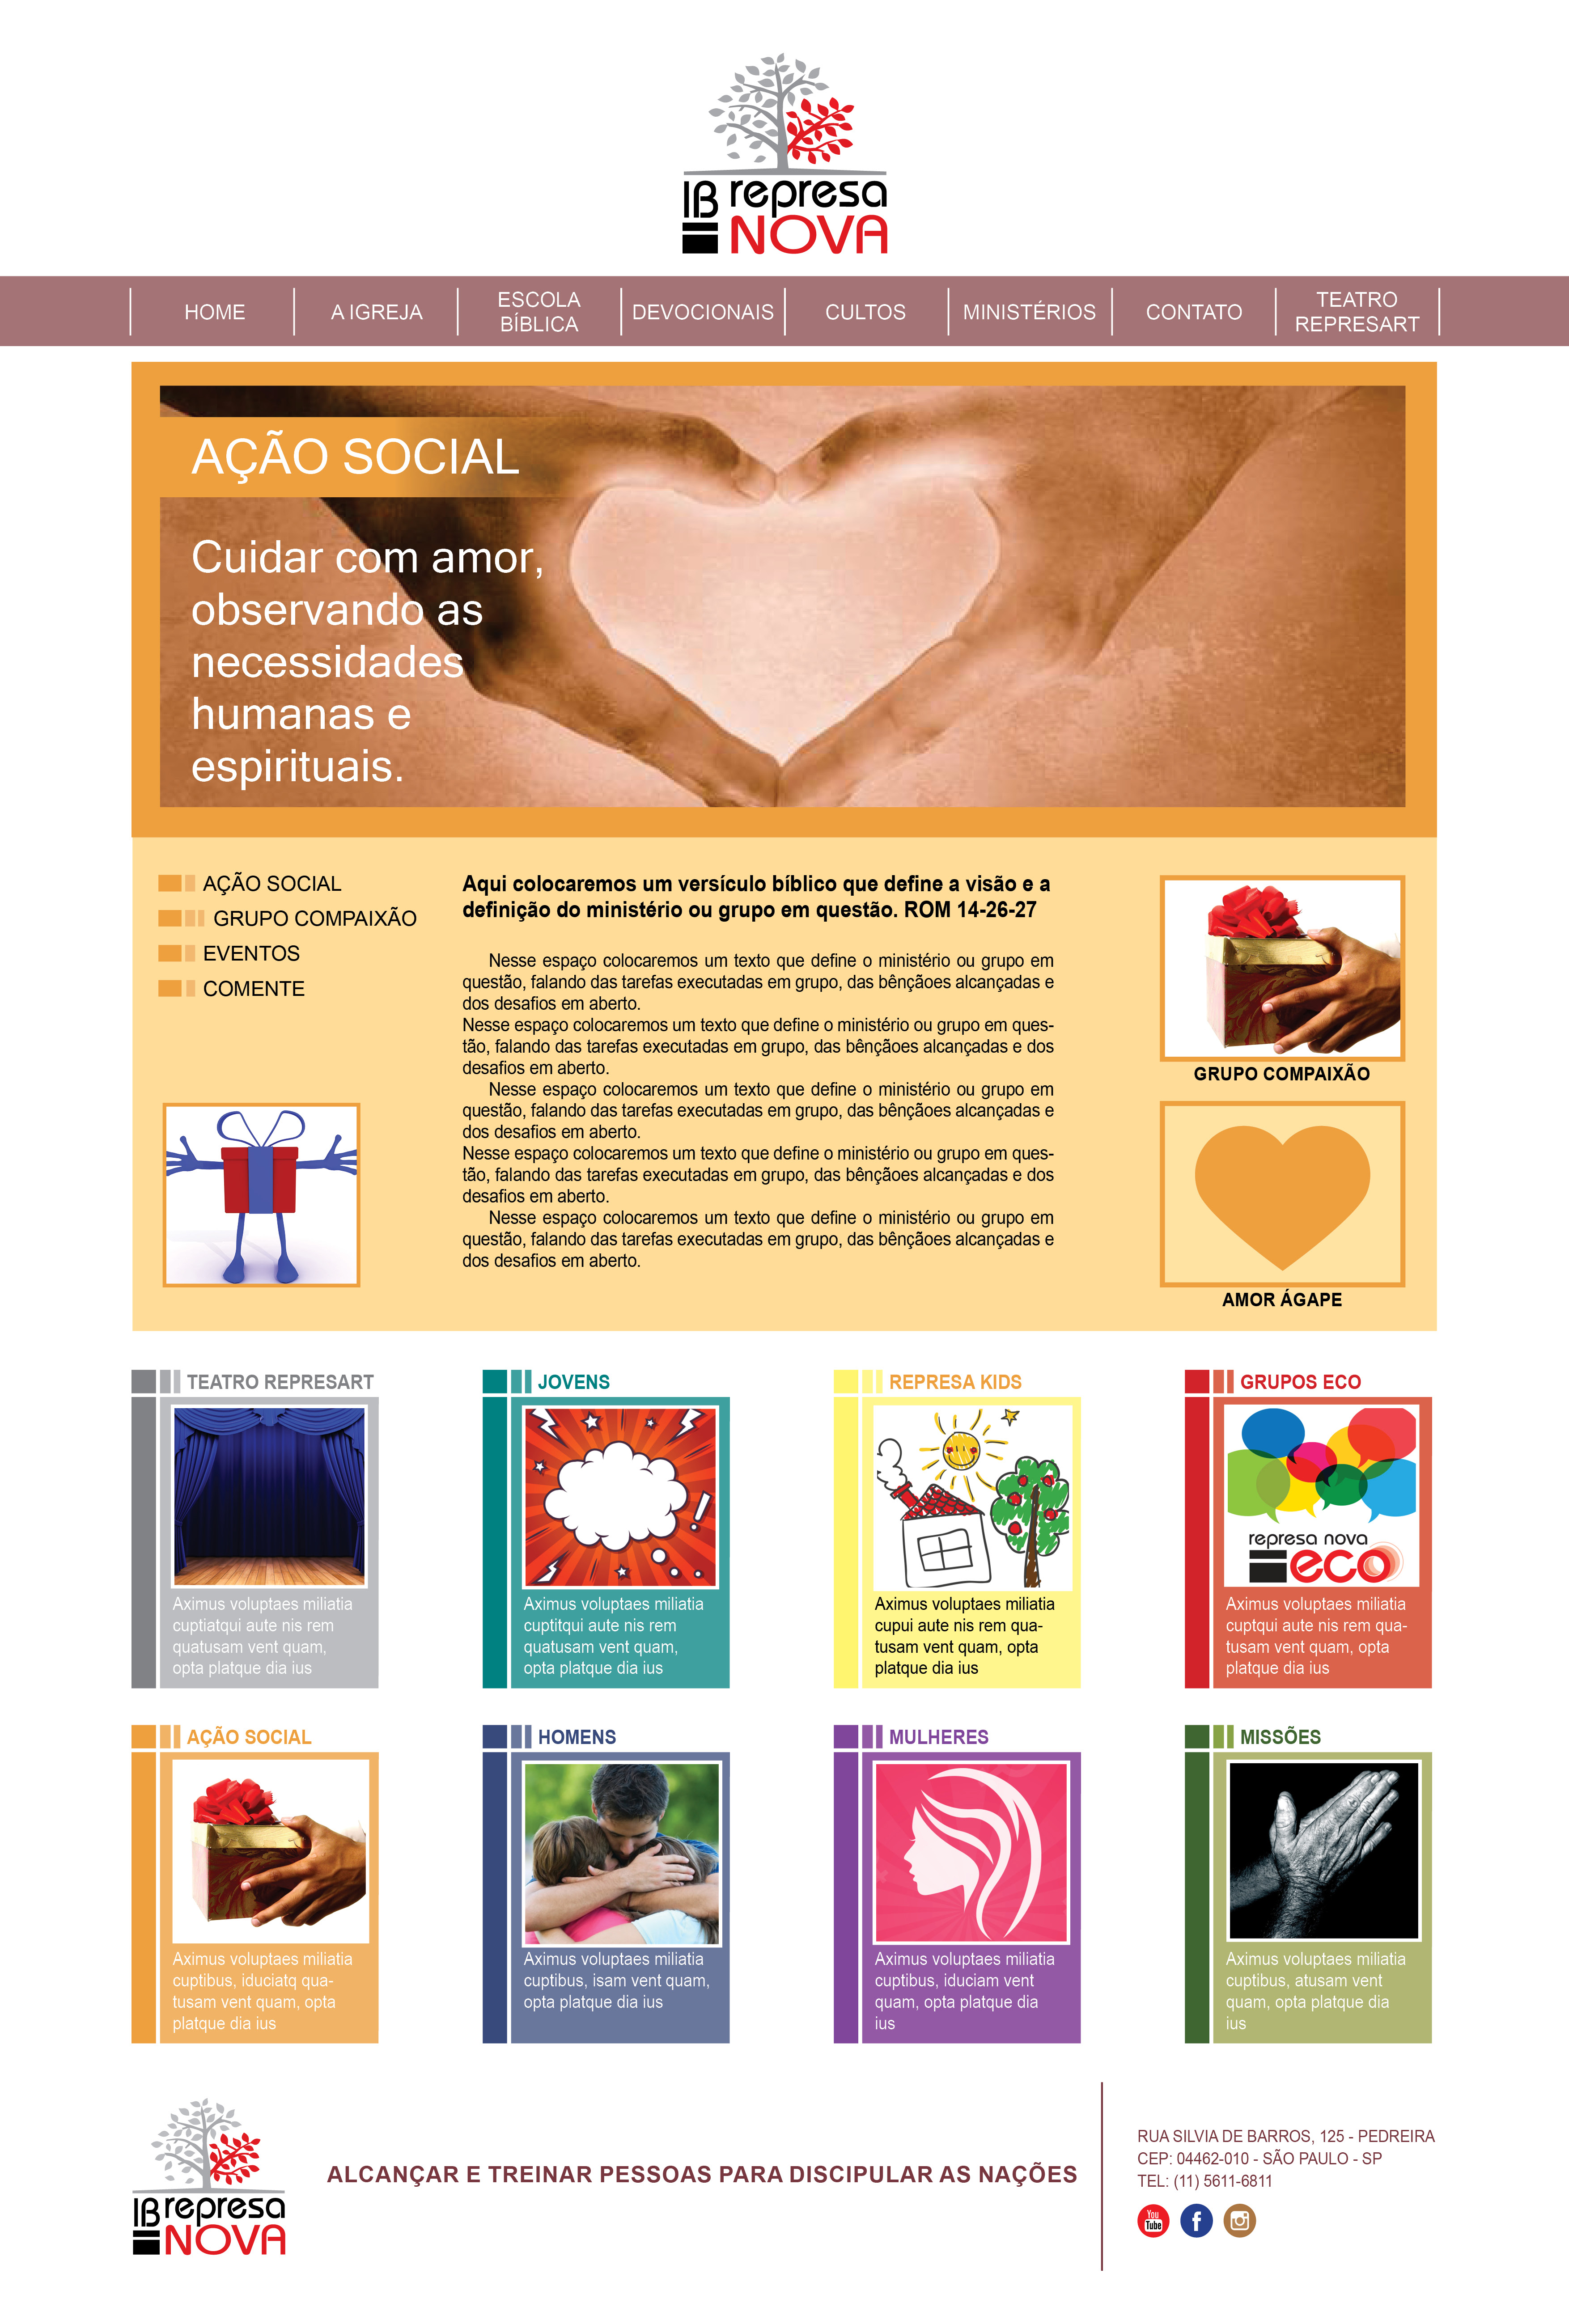 IB represa
NOVA
HOME
A IGREJA
ESCOLA
BÍBLICA
DEVOCIONAIS
CULTOS
MINISTÉRIOS
CONTATO
TEATRO
REPRESART
AÇÃO SOCIAL
Cuidar com amor,
observando as
necessidades
humanas e
espirituais.
AÇÃO SOCIAL
GRUPO COMPAIXÃO
EVENTOS
COMENTE
Aqui colocaremos um versículo bíblico que define a visão e a
definição do ministério ou grupo em questão. ROM 14-26-27
Nesse espaço colocaremos um texto que define o ministério ou grupo em
questão, falando das tarefas executadas em grupo, das bênçãoes alcançadas e
dos desafios em aberto.
Nesse espaço colocaremos um texto que define o ministério ou grupo em ques-
tão, falando das tarefas executadas em grupo, das bênçãoes alcançadas e dos
desafios em aberto.
Nesse espaço colocaremos um texto que define o ministério ou grupo em
questão, falando das tarefas executadas em grupo, das bênçãoes alcançadas e
dos desafios em aberto.
Nesse espaço colocaremos um texto que define o ministério ou grupo em ques-
tão, falando das tarefas executadas em grupo, das bênçãoes alcançadas e dos
desafios em aberto.
Nesse espaço colocaremos um texto que define o ministério ou grupo em
questão, falando das tarefas executadas em grupo, das bênçãoes alcançadas e
dos desafios em aberto.
GRUPO COMPAIXÃO
AMOR ÁGAPE
TEATRO REPRESART
Aximus voluptaes miliatia
cuptiatqui aute nis rem
quatusam vent quam,
opta platque dia ius
JOVENS
Aximus voluptaes miliatia
cuptitqui aute nis rem
quatusam vent quam,
opta platque dia ius
REPRESA KIDS
Aximus voluptaes miliatia
cupui aute nis rem qua-
tusam vent quam, opta
platque dia ius
GRUPOS ECO
represa nova
eco
Aximus voluptaes miliatia
cuptqui aute nis rem qua-
tusam vent quam, opta
platque dia ius
AÇÃO SOCIAL
Aximus voluptaes miliatia
cuptibus, iduciatq qua-
tusam vent quam, opta
platque dia ius
HOMENS
Aximus voluptaes miliatia
cuptibus, isam vent quam,
opta platque dia ius
MULHERES
Aximus voluptaes miliatia
cuptibus, iduciam vent
quam, opta platque dia
ius
MISSÕES
Aximus voluptaes miliatia
cuptibus, atusam vent
quam, opta platque dia
ius
IB represa
NOVA
ALCANÇAR E TREINAR PESSOAS PARA DISCIPULAR AS NAÇÕES
RUA SILVIA DE BARROS, 125 - PEDREIRA
CEP: 04462-010 - SÃO PAULO - SP
TEL: (11) 5611-6811
You
Tube
f